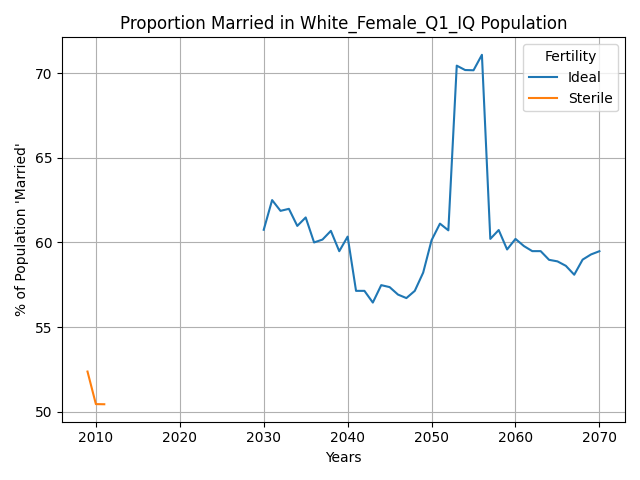 Proportion Married in White_Female_Q1_IQ Population
Fertility
Ideal
Sterile
% of Population 'Married'
70
65
60
55
50
2010
2020
2030
2040
2050
2060
2070
Years